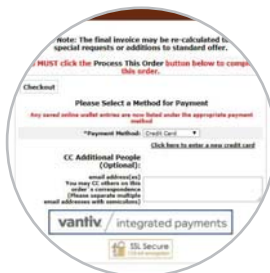 Note: The final invoice may be re-calculated
special requests or additions to standard offer.
MUST click the Process This Order button below to
this order.
Checkout
Please Select a Method for Payment
Any saved online wallet entries are now listed under the appropriate payment
method
*Payment Method: Credit Card
Click here to enter a new credit card
CC Additional People
(Optional):
email address(es)
You may CC others on this
order's correspondence
(Please separate multiple
email addresses with semicolons)
vantiv integrated payments
SSL Secure